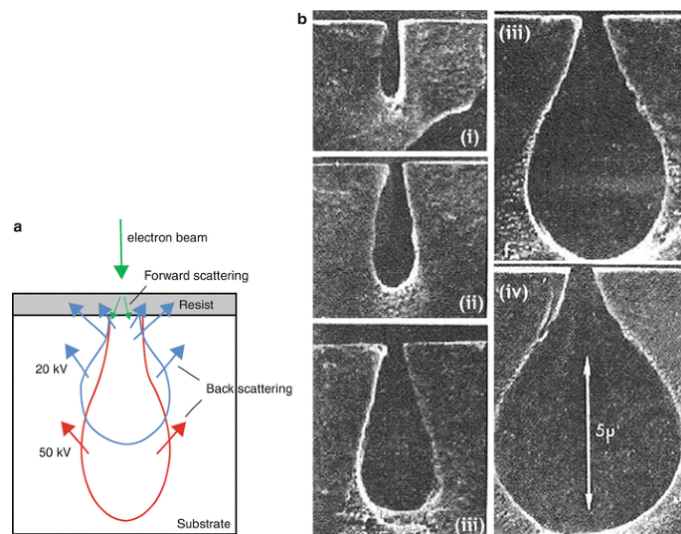 b
(i)
(ii)
(iii)
(iii)
(iv)
5μ
a
electron beam
Forward scattering
Resist
20 kV
Back scattering
50 kV
Substrate